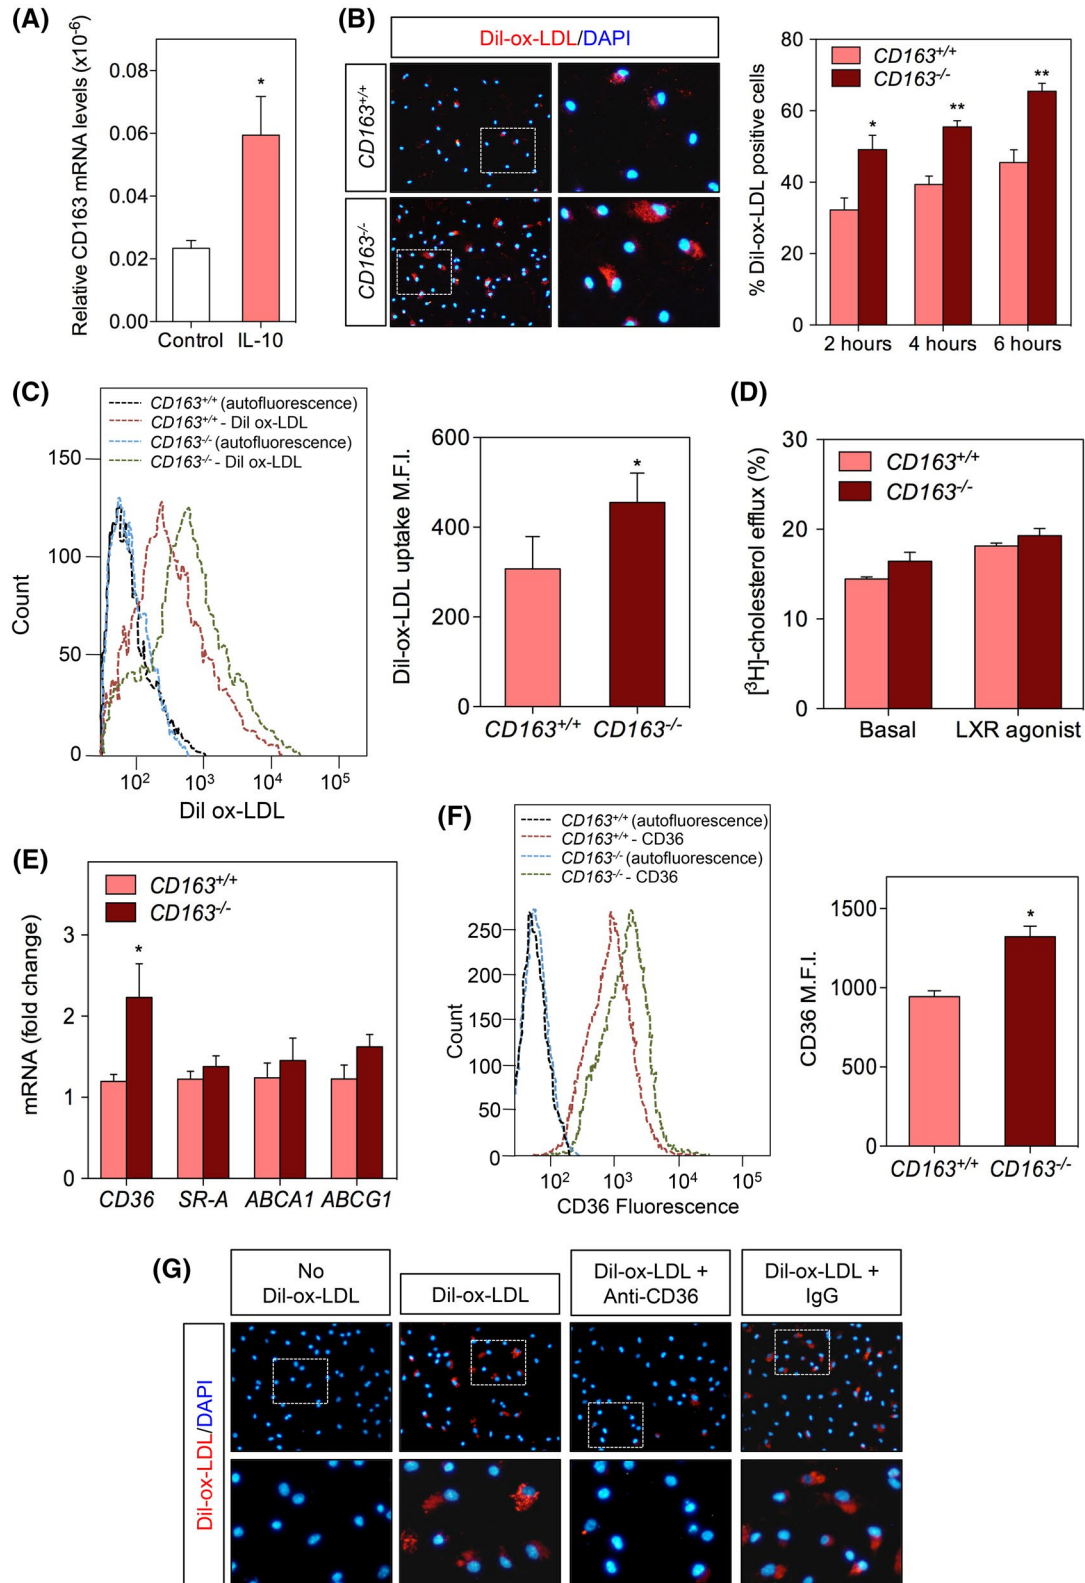 (A)
Relative CD163 mRNA levels (x10-6)
0.08
0.06
0.04
0.02
0.00
*
Control IL-10
(B)
Dil-ox-LDL/DAPI
CD163+/+
CD163-/-
% Dil-ox-LDL positive cells
80
60
40
20
0
CD163+/+
CD163-/-
*
**
**
2 hours 4 hours 6 hours
(C)
CD163+/+ (autofluorescence)
CD163+/+ - Dil ox-LDL
CD163-/- (autofluorescence)
CD163-/- - Dil ox-LDL
Count
150
100
50
0
102 103 104 105
Dil ox-LDL
Dil-ox-LDL uptake M.F.I.
600
400
200
0
*
CD163+/+ CD163-/-
(D)
[3H]-cholesterol efflux (%)
30
20
10
0
CD163+/+
CD163-/-
Basal LXR agonist
(E)
mRNA (fold change)
3
2
1
0
CD163+/+
CD163-/-
*
CD36 SR-A ABCA1 ABCG1
(F)
CD163+/+ (autofluorescence)
CD163+/+ - CD36
CD163-/- (autofluorescence)
CD163-/- - CD36
Count
250
200
150
100
50
0
102 103 104 105
CD36 Fluorescence
CD36 M.F.I.
1500
1000
500
0
*
CD163+/+ CD163-/-
(G)
No
Dil-ox-LDL
Dil-ox-LDL
Dil-ox-LDL +
Anti-CD36
Dil-ox-LDL +
IgG
Dil-ox-LDL/DAPI